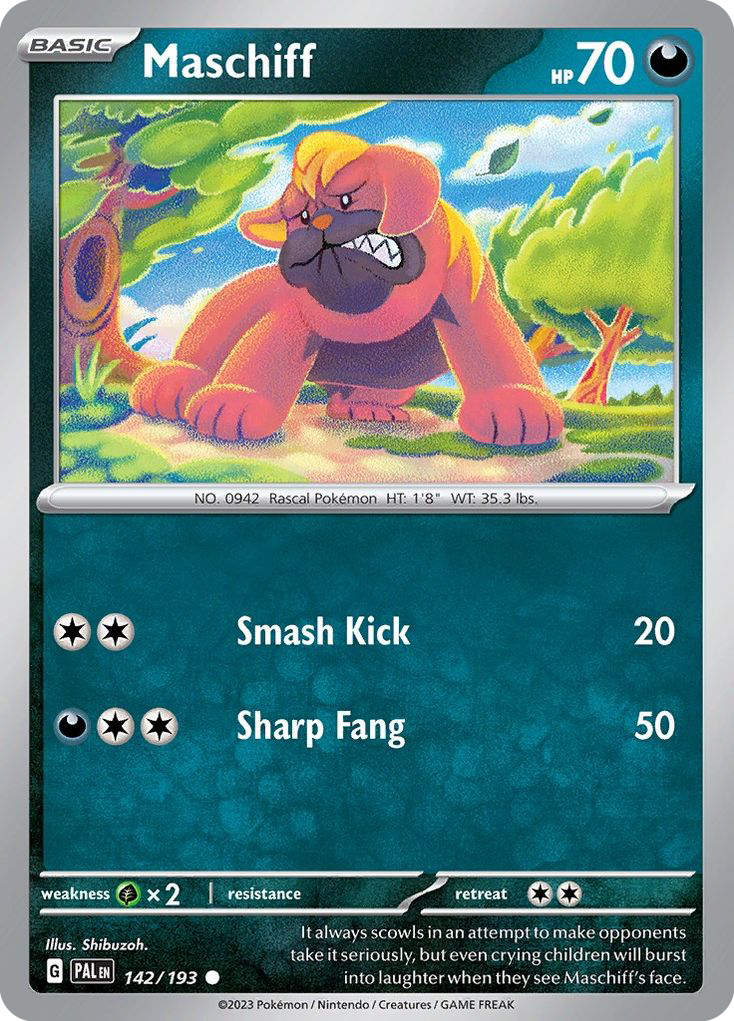 BASIC
Maschiff
HP 70
NO. 0942 Rascal Pokémon HT: 1'8" WT: 35.3 lbs.
Smash Kick 20
Sharp Fang 50
weakness ×2 resistance retreat
Illus. Shibuzoh.
It always scowls in an attempt to make opponents
take it seriously, but even crying children will burst
into laughter when they see Maschiff's face.
G PAL EN 142/193
©2023 Pokémon / Nintendo / Creatures / GAME FREAK